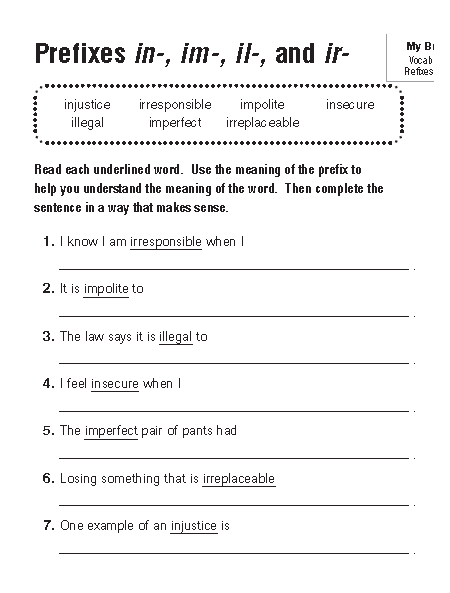 Prefixes in-, im-, il-, and ir-
My B
Vocab
Refixes
injustice irresponsible impolite insecure
illegal imperfect irreplaceable
Read each underlined word. Use the meaning of the prefix to
help you understand the meaning of the word. Then complete the
sentence in a way that makes sense.
1. I know I am irresponsible when I
.
2. It is impolite to
.
3. The law says it is illegal to
.
4. I feel insecure when I
.
5. The imperfect pair of pants had
.
6. Losing something that is irreplaceable
.
7. One example of an injustice is
.